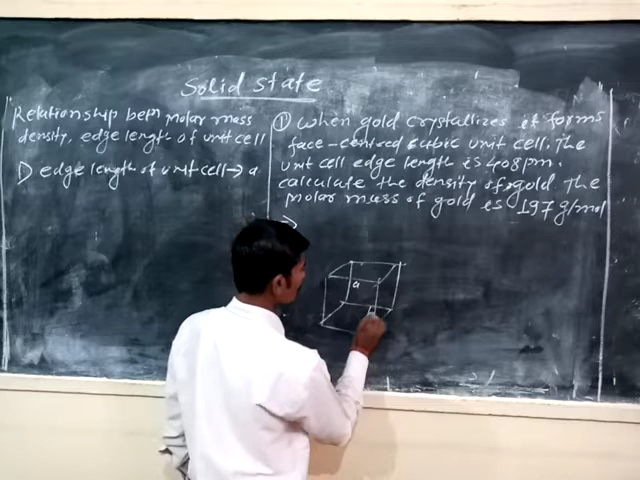 Solid state
Relationship betn molar mass
density, edge length of unit cell
1) edge length of unit cell → a
① when gold crystallizes it forms
face-centred cubic unit cell. The
unit cell edge length is 408pm.
calculate the density of gold. The
molar mass of gold is 197 g/mol
→
a
a